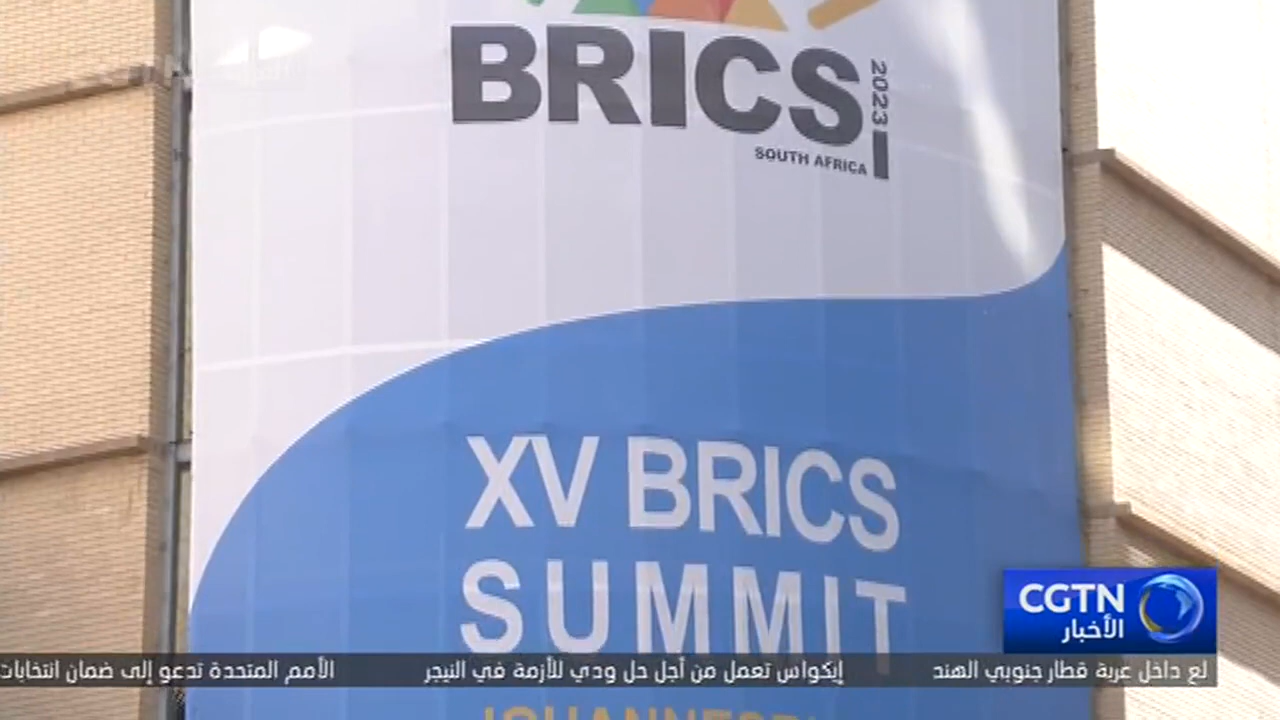 BRICS
2023
SOUTH AFRICA
XV BRICS
SUMMIT
CGTN
الأخبار
لع داخل عربة قطار جنوبي الهند
إيكواس تعمل من أجل حل ودي للأزمة في النيجر
الأمم المتحدة تدعو إلى ضمان انتخابات